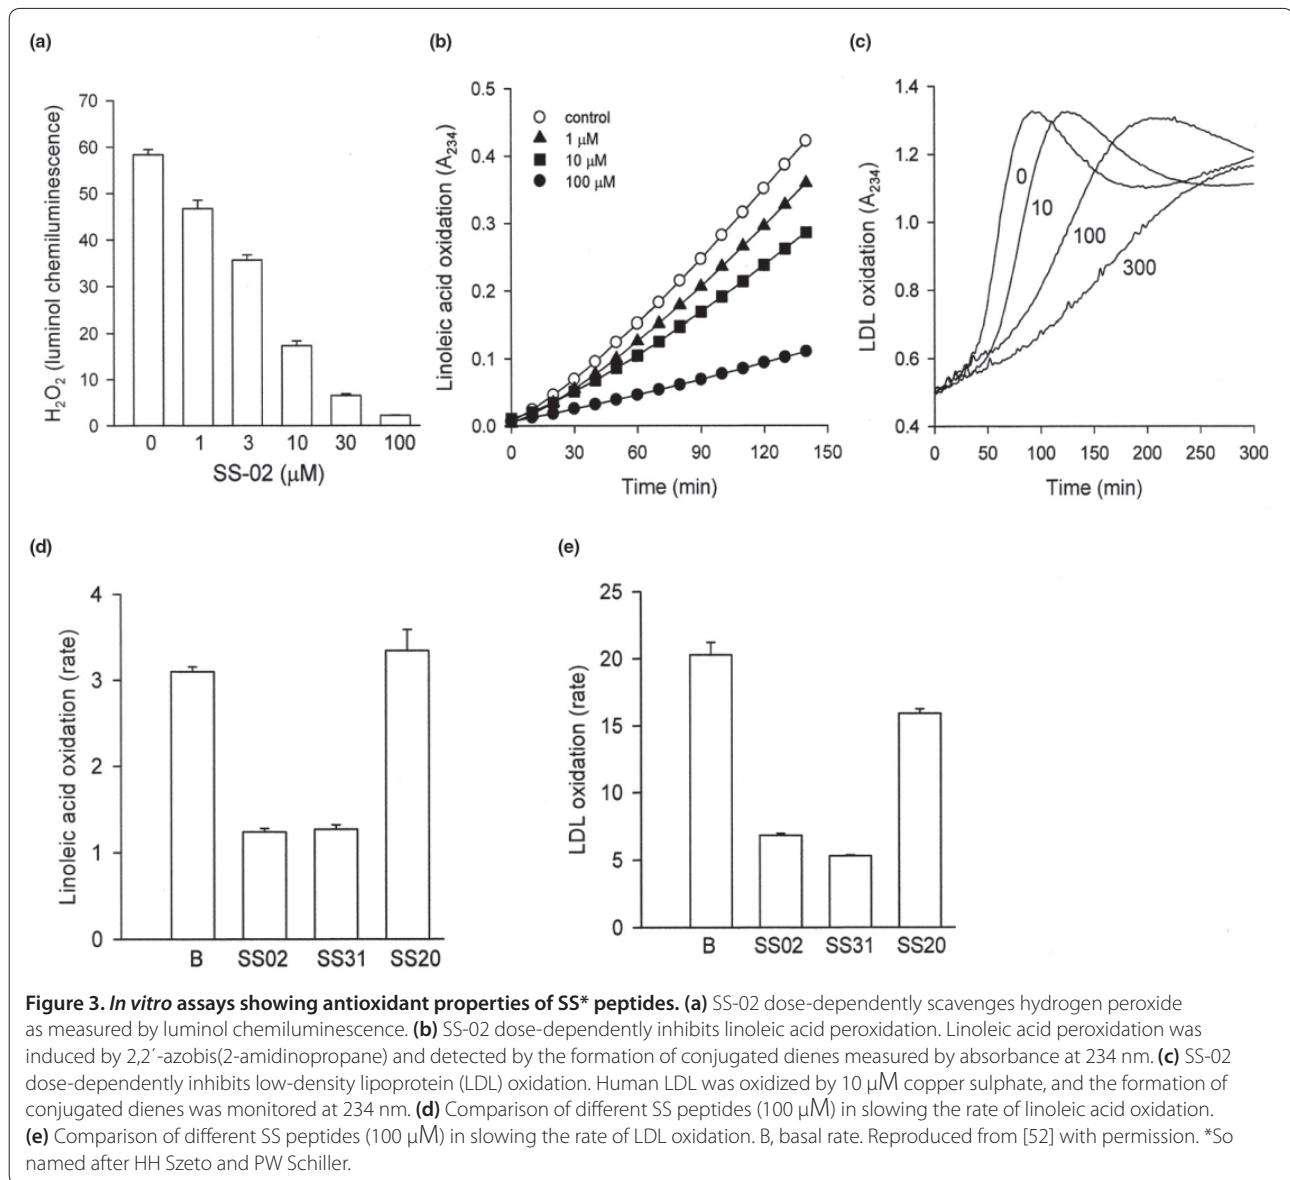 (a)
H2O2 (luminol chemiluminescence)
70
60
50
40
30
20
10
0
0 1 3 10 30 100
SS-02 (μM)
(b)
Linoleic acid oxidation (A234)
0.5
0.4
0.3
0.2
0.1
0.0
control
1 μM
10 μM
100 μM
0 30 60 90 120 150
Time (min)
(c)
LDL oxidation (A234)
1.4
1.2
1.0
0.8
0.6
0.4
0
10
100
300
0 50 100 150 200 250 300
Time (min)
(d)
Linoleic acid oxidation (rate)
4
3
2
1
0
B SS02 SS31 SS20
(e)
LDL oxidation (rate)
25
20
15
10
5
0
B SS02 SS31 SS20
Figure 3. In vitro assays showing antioxidant properties of SS* peptides. (a) SS-02 dose-dependently scavenges hydrogen peroxide
as measured by luminol chemiluminescence. (b) SS-02 dose-dependently inhibits linoleic acid peroxidation. Linoleic acid peroxidation was
induced by 2,2´-azobis(2-amidinopropane) and detected by the formation of conjugated dienes measured by absorbance at 234 nm. (c) SS-02
dose-dependently inhibits low-density lipoprotein (LDL) oxidation. Human LDL was oxidized by 10 μM copper sulphate, and the formation of
conjugated dienes was monitored at 234 nm. (d) Comparison of different SS peptides (100 μM) in slowing the rate of linoleic acid oxidation.
(e) Comparison of different SS peptides (100 μM) in slowing the rate of LDL oxidation. B, basal rate. Reproduced from [52] with permission. *So
named after HH Szeto and PW Schiller.